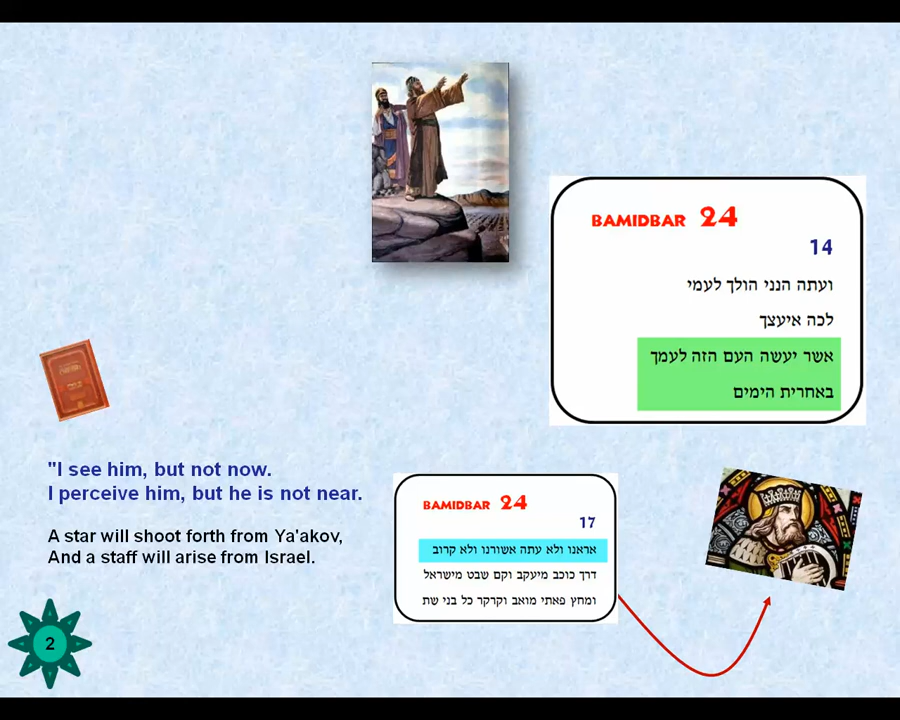 BAMIDBAR 24
14
ועתה הנני הולך לעמי
לכה איעצך
אשר יעשה העם הזה לעמך
באחרית הימים
"I see him, but not now.
I perceive him, but he is not near.
A star will shoot forth from Ya'akov,
And a staff will arise from Israel.
BAMIDBAR 24
17
אראנו ולא עתה אשורנו ולא קרוב
דרך כוכב מיעקב וקם שבט מישראל
ומחץ פאתי מואב וקרקר כל בני שת
2